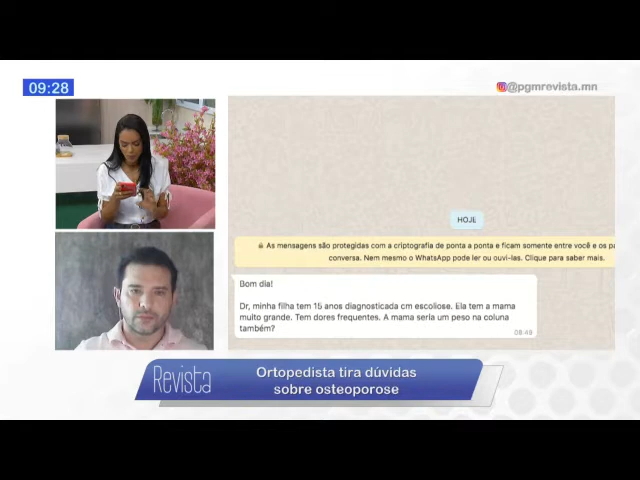 09:28
@pgmrevista.mn
HOJE
As mensagens são protegidas com a criptografia de ponta a ponta e ficam somente entre você e os pa
conversa. Nem mesmo o WhatsApp pode ler ou ouvi-las. Clique para saber mais.
Bom dia!
Dr, minha filha tem 15 anos diagnosticada cm escoliose. Ela tem a mama
muito grande. Tem dores frequentes. A mama seria um peso na coluna
também?
08:49
Revista
Ortopedista tira dúvidas
sobre osteoporose